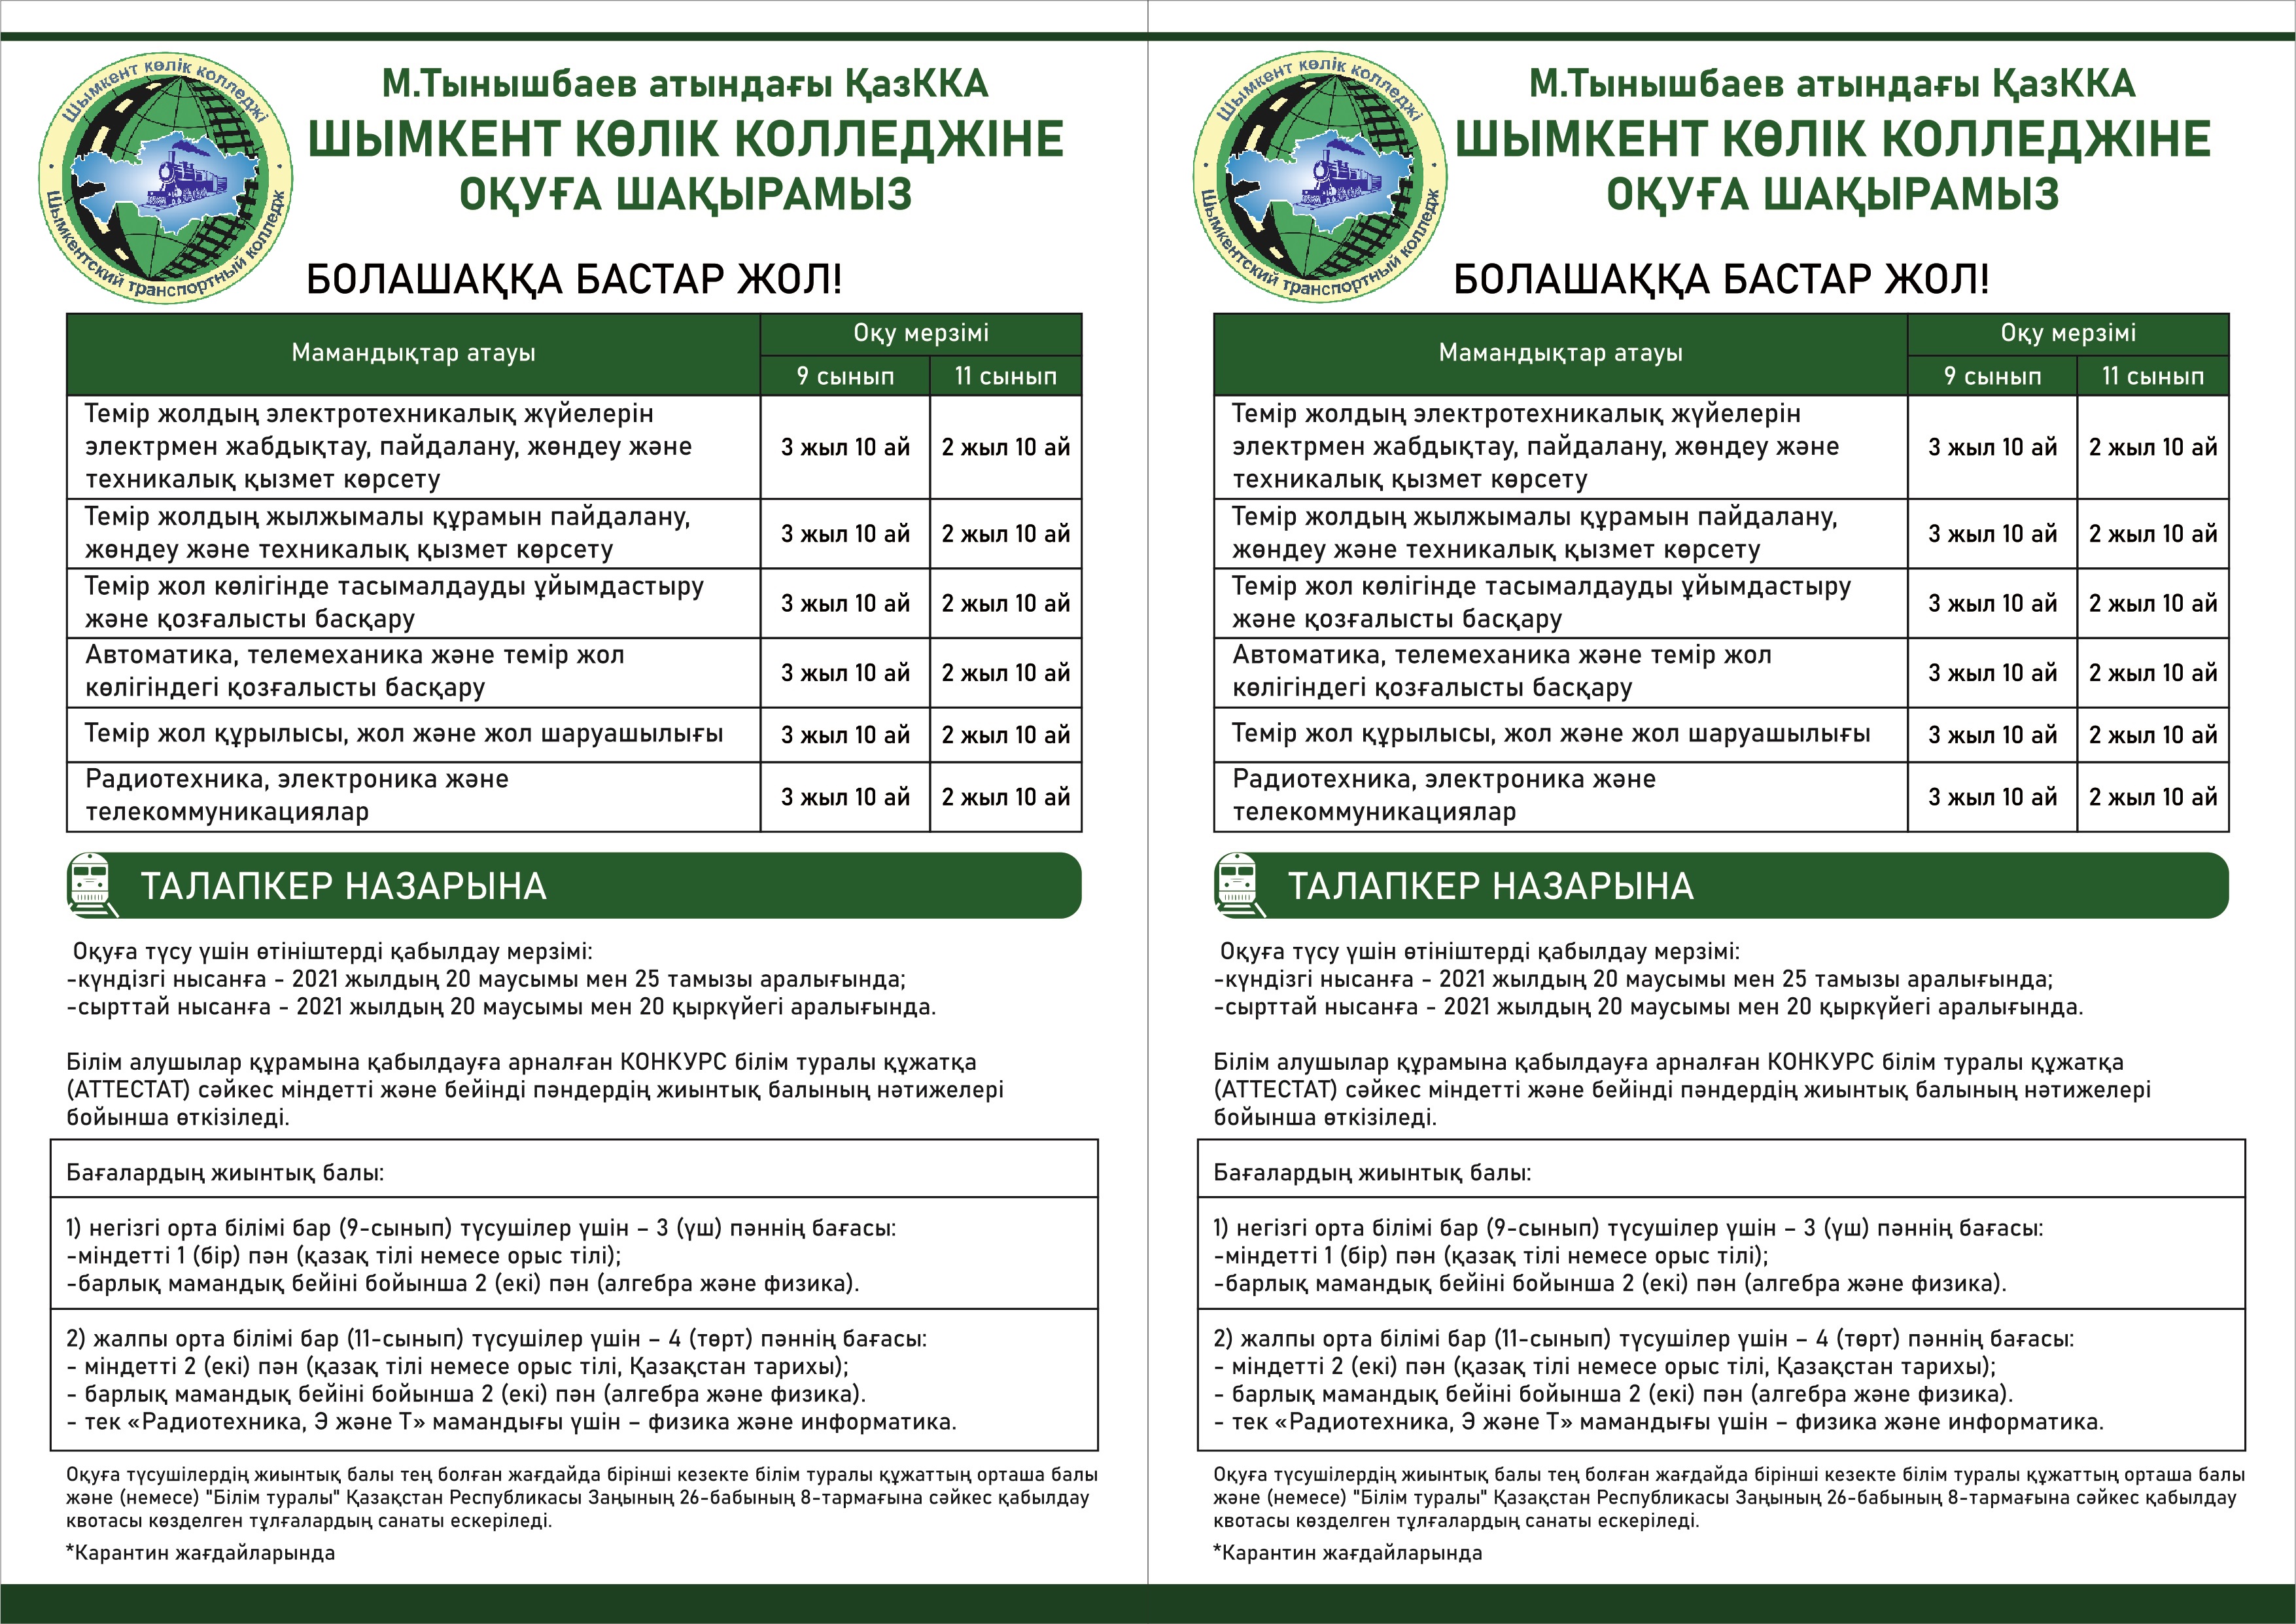 Шымкент көлік колледжі
Шымкентский транспортный колледж
М.Тынышбаев атындағы ҚазККА
ШЫМКЕНТ КӨЛІК КОЛЛЕДЖІНЕ
ОҚУҒА ШАҚЫРАМЫЗ
БОЛАШАҚҚА БАСТАР ЖОЛ!
Мамандықтар атауы
Оқу мерзімі
9 сынып 11 сынып
Темір жолдың электротехникалық жүйелерін
электрмен жабдықтау, пайдалану, жөндеу және
техникалық қызмет көрсету
3 жыл 10 ай 2 жыл 10 ай
Темір жолдың жылжымалы құрамын пайдалану,
жөндеу және техникалық қызмет көрсету
3 жыл 10 ай 2 жыл 10 ай
Темір жол көлігінде тасымалдауды ұйымдастыру
және қозғалысты басқару
3 жыл 10 ай 2 жыл 10 ай
Автоматика, телемеханика және темір жол
көлігіндегі қозғалысты басқару
3 жыл 10 ай 2 жыл 10 ай
Темір жол құрылысы, жол және жол шаруашылығы
3 жыл 10 ай 2 жыл 10 ай
Радиотехника, электроника және
телекоммуникациялар
3 жыл 10 ай 2 жыл 10 ай
ТАЛАПКЕР НАЗАРЫНА
Оқуға түсу үшін өтініштерді қабылдау мерзімі:
-күндізгі нысанға - 2021 жылдың 20 маусымы мен 25 тамызы аралығында;
-сырттай нысанға - 2021 жылдың 20 маусымы мен 20 қыркүйегі аралығында.
Білім алушылар құрамына қабылдауға арналған КОНКУРС білім туралы құжатқа
(АТТЕСТАТ) сәйкес міндетті және бейінді пәндердің жиынтық балының нәтижелері
бойынша өткізіледі.
Бағалардың жиынтық балы:
1) негізгі орта білімі бар (9-сынып) түсушілер үшін – 3 (үш) пәннің бағасы:
-міндетті 1 (бір) пән (қазақ тілі немесе орыс тілі);
-барлық мамандық бейіні бойынша 2 (екі) пән (алгебра және физика).
2) жалпы орта білімі бар (11-сынып) түсушілер үшін – 4 (төрт) пәннің бағасы:
- міндетті 2 (екі) пән (қазақ тілі немесе орыс тілі, Қазақстан тарихы);
- барлық мамандық бейіні бойынша 2 (екі) пән (алгебра және физика).
- тек «Радиотехника, Э және Т» мамандығы үшін – физика және информатика.
Оқуға түсушілердің жиынтық балы тең болған жағдайда бірінші кезекте білім туралы құжаттың орташа балы
және (немесе) "Білім туралы" Қазақстан Республикасы Заңының 26-бабының 8-тармағына сәйкес қабылдау
квотасы көзделген тұлғалардың санаты ескеріледі.
*Карантин жағдайларында
Шымкент көлік колледжі
Шымкентский транспортный колледж
М.Тынышбаев атындағы ҚазККА
ШЫМКЕНТ КӨЛІК КОЛЛЕДЖІНЕ
ОҚУҒА ШАҚЫРАМЫЗ
БОЛАШАҚҚА БАСТАР ЖОЛ!
Мамандықтар атауы
Оқу мерзімі
9 сынып 11 сынып
Темір жолдың электротехникалық жүйелерін
электрмен жабдықтау, пайдалану, жөндеу және
техникалық қызмет көрсету
3 жыл 10 ай 2 жыл 10 ай
Темір жолдың жылжымалы құрамын пайдалану,
жөндеу және техникалық қызмет көрсету
3 жыл 10 ай 2 жыл 10 ай
Темір жол көлігінде тасымалдауды ұйымдастыру
және қозғалысты басқару
3 жыл 10 ай 2 жыл 10 ай
Автоматика, телемеханика және темір жол
көлігіндегі қозғалысты басқару
3 жыл 10 ай 2 жыл 10 ай
Темір жол құрылысы, жол және жол шаруашылығы
3 жыл 10 ай 2 жыл 10 ай
Радиотехника, электроника және
телекоммуникациялар
3 жыл 10 ай 2 жыл 10 ай
ТАЛАПКЕР НАЗАРЫНА
Оқуға түсу үшін өтініштерді қабылдау мерзімі:
-күндізгі нысанға - 2021 жылдың 20 маусымы мен 25 тамызы аралығында;
-сырттай нысанға - 2021 жылдың 20 маусымы мен 20 қыркүйегі аралығында.
Білім алушылар құрамына қабылдауға арналған КОНКУРС білім туралы құжатқа
(АТТЕСТАТ) сәйкес міндетті және бейінді пәндердің жиынтық балының нәтижелері
бойынша өткізіледі.
Бағалардың жиынтық балы:
1) негізгі орта білімі бар (9-сынып) түсушілер үшін – 3 (үш) пәннің бағасы:
-міндетті 1 (бір) пән (қазақ тілі немесе орыс тілі);
-барлық мамандық бейіні бойынша 2 (екі) пән (алгебра және физика).
2) жалпы орта білімі бар (11-сынып) түсушілер үшін – 4 (төрт) пәннің бағасы:
- міндетті 2 (екі) пән (қазақ тілі немесе орыс тілі, Қазақстан тарихы);
- барлық мамандық бейіні бойынша 2 (екі) пән (алгебра және физика).
- тек «Радиотехника, Э және Т» мамандығы үшін – физика және информатика.
Оқуға түсушілердің жиынтық балы тең болған жағдайда бірінші кезекте білім туралы құжаттың орташа балы
және (немесе) "Білім туралы" Қазақстан Республикасы Заңының 26-бабының 8-тармағына сәйкес қабылдау
квотасы көзделген тұлғалардың санаты ескеріледі.
*Карантин жағдайларында